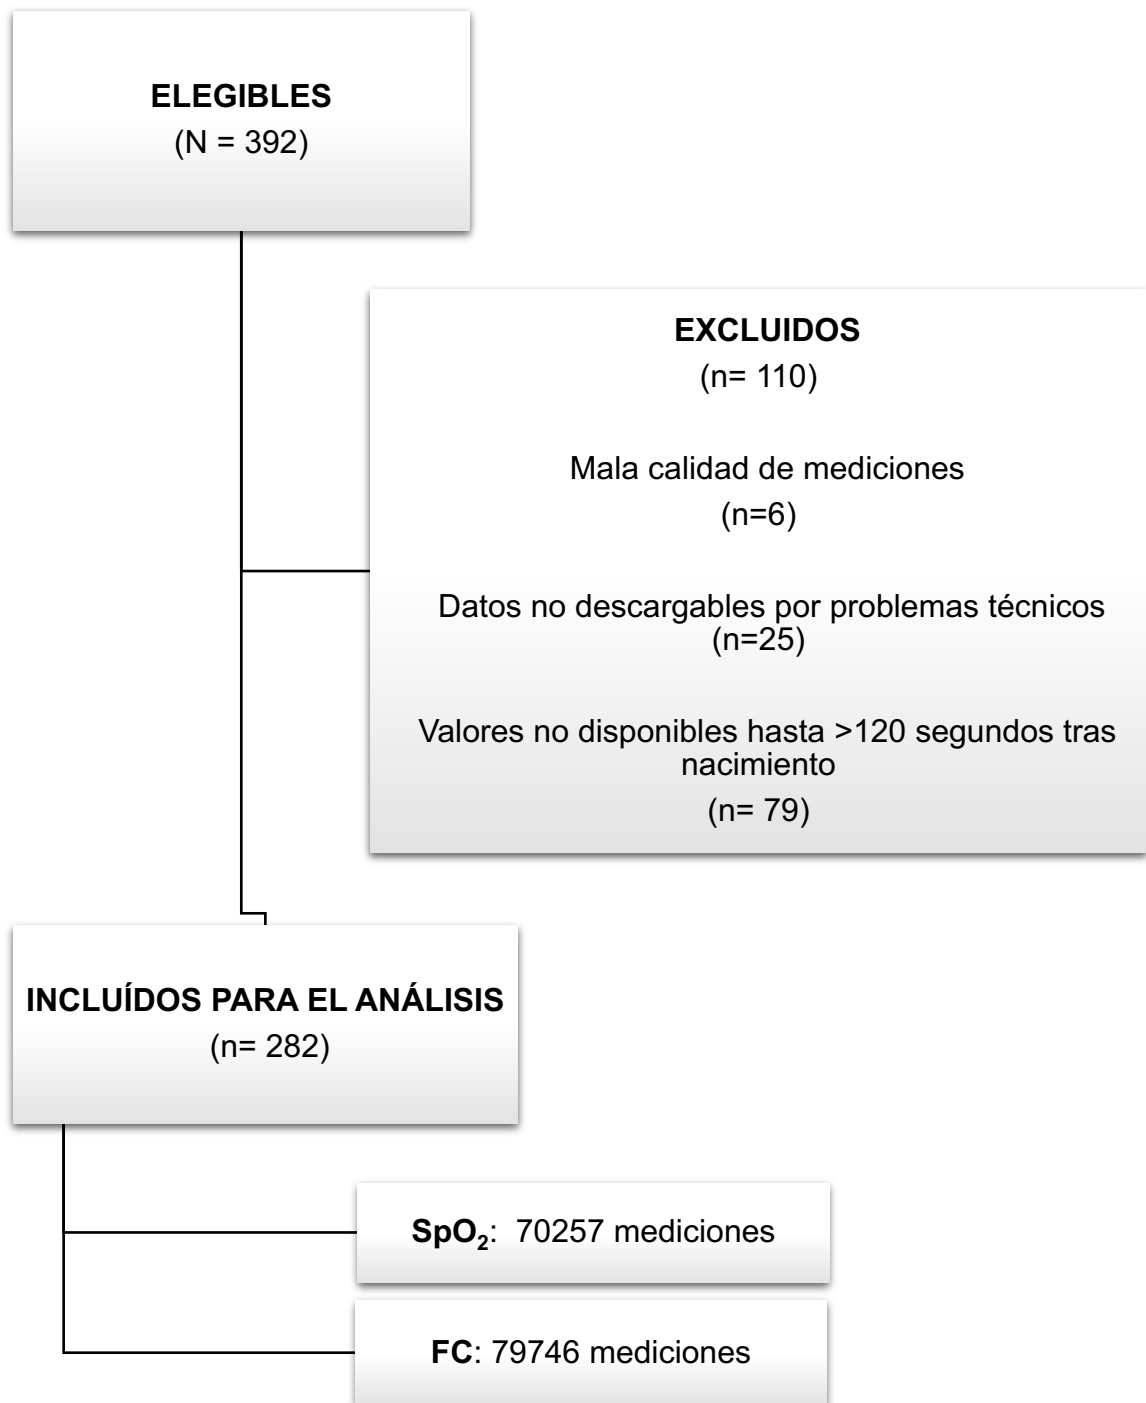 ELEGIBLES
(N = 392)
EXCLUIDOS
(n= 110)
Mala calidad de mediciones
(n=6)
Datos no descargables por problemas técnicos
(n=25)
Valores no disponibles hasta >120 segundos tras
nacimiento
(n= 79)
INCLUÍDOS PARA EL ANÁLISIS
(n= 282)
SpO₂:  70257 mediciones
FC: 79746 mediciones